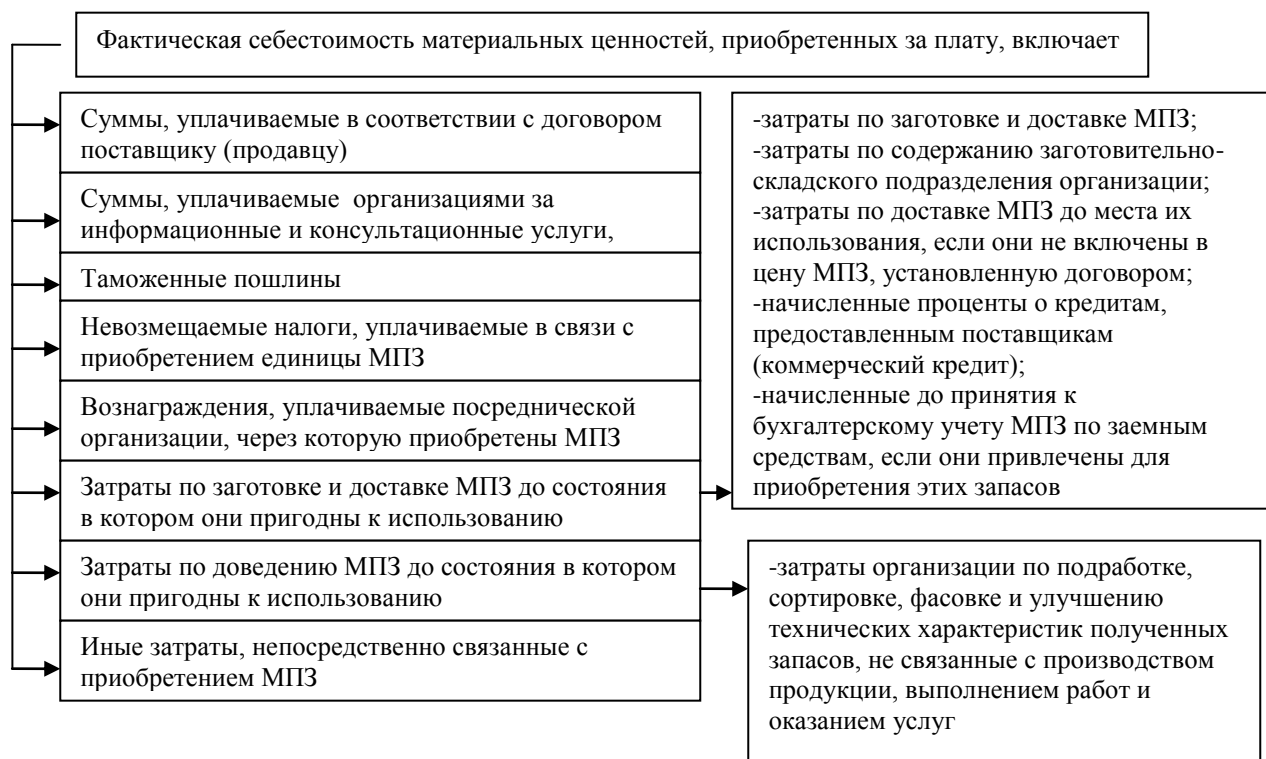 Фактическая себестоимость материальных ценностей, приобретенных за плату, включает
Суммы, уплачиваемые в соответствии с договором
поставщику (продавцу)
Суммы, уплачиваемые организациями за
информационные и консультационные услуги,
Таможенные пошлины
Невозмещаемые налоги, уплачиваемые в связи с
приобретением единицы МПЗ
Вознаграждения, уплачиваемые посреднической
организации, через которую приобретены МПЗ
Затраты по заготовке и доставке МПЗ до состояния
в котором они пригодны к использованию
Затраты по доведению МПЗ до состояния в котором
они пригодны к использованию
Иные затраты, непосредственно связанные с
приобретением МПЗ
-затраты по заготовке и доставке МПЗ;
-затраты по содержанию заготовительно-
складского подразделения организации;
-затраты по доставке МПЗ до места их
использования, если они не включены в
цену МПЗ, установленную договором;
-начисленные проценты о кредитам,
предоставленным поставщикам
(коммерческий кредит);
-начисленные до принятия к
бухгалтерскому учету МПЗ по заемным
средствам, если они привлечены для
приобретения этих запасов
-затраты организации по подработке,
сортировке, фасовке и улучшению
технических характеристик полученных
запасов, не связанные с производством
продукции, выполнением работ и
оказанием услуг